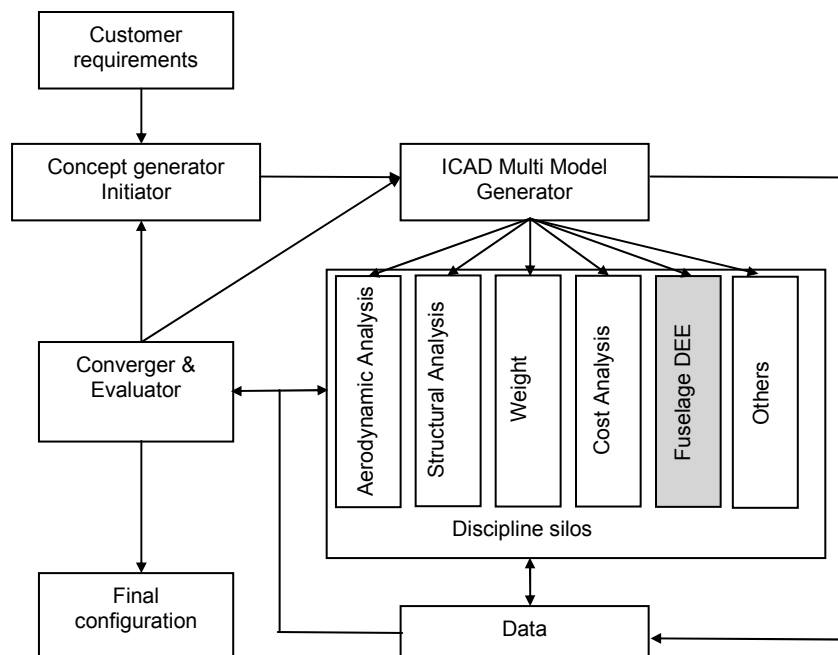 Customer
requirements
Concept generator
Initiator
ICAD Multi Model
Generator
Converger &
Evaluator
Aerodynamic Analysis
Structural Analysis
Weight
Cost Analysis
Fuselage DEE
Others
Discipline silos
Final
configuration
Data